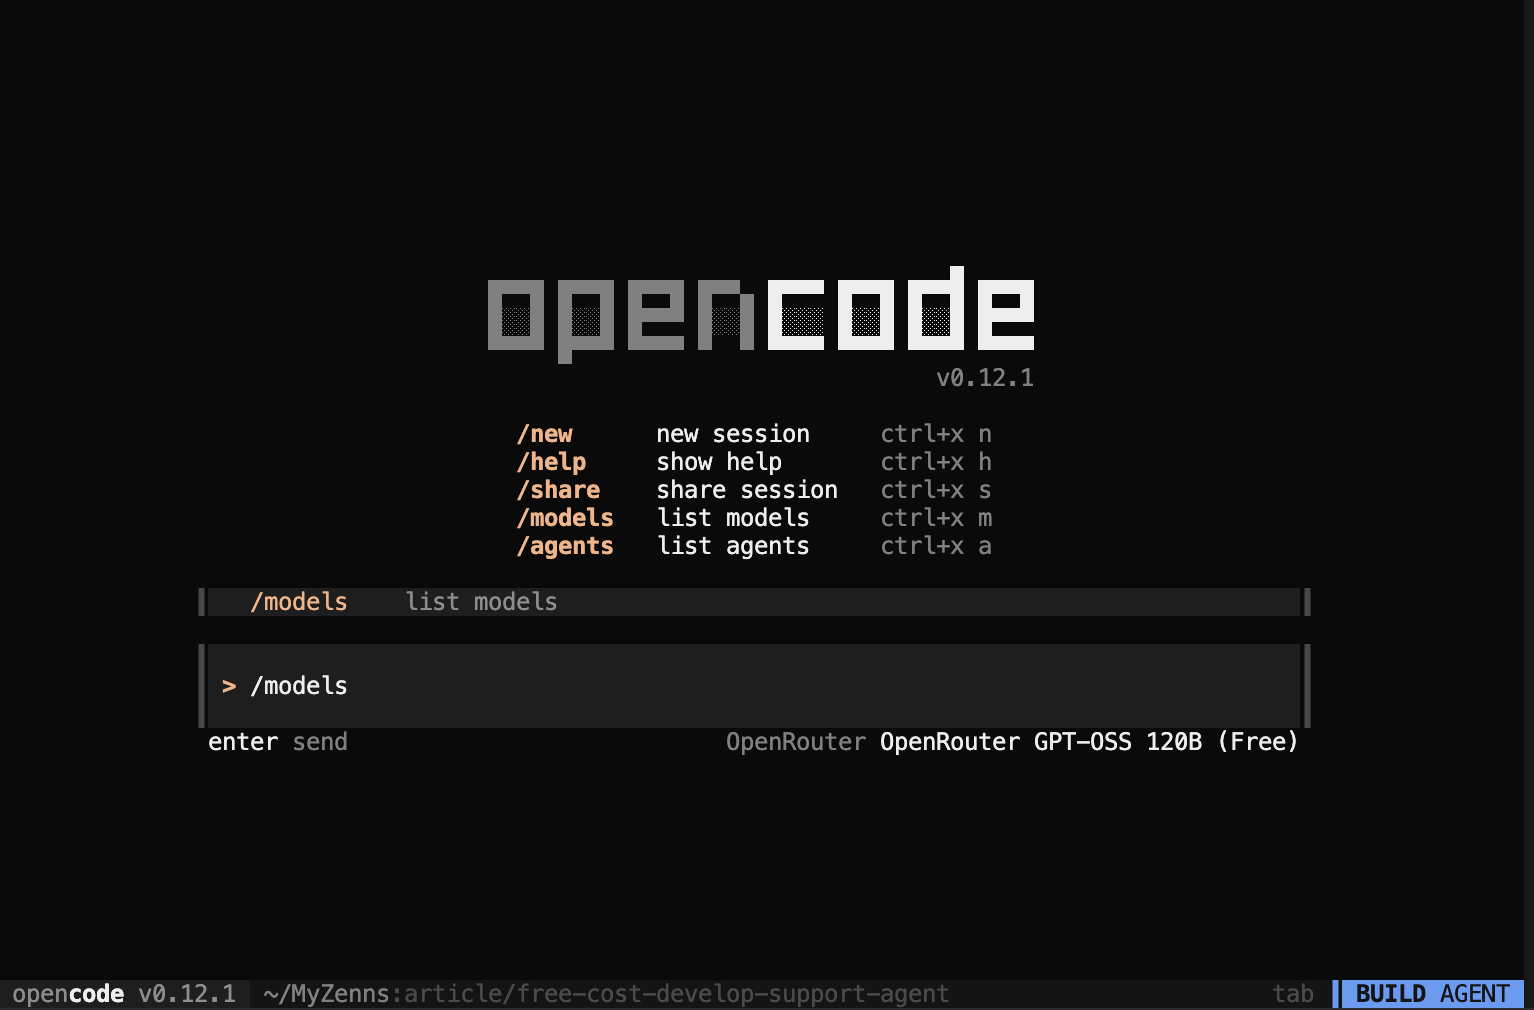 opencode
v0.12.1
/new new session ctrl+x n
/help show help ctrl+x h
/share share session ctrl+x s
/models list models ctrl+x m
/agents list agents ctrl+x a
/models list models
> /models
enter send OpenRouter OpenRouter GPT-OSS 120B (Free)
opencode v0.12.1 ~/MyZenns:article/free-cost-develop-support-agent tab BUILD AGENT